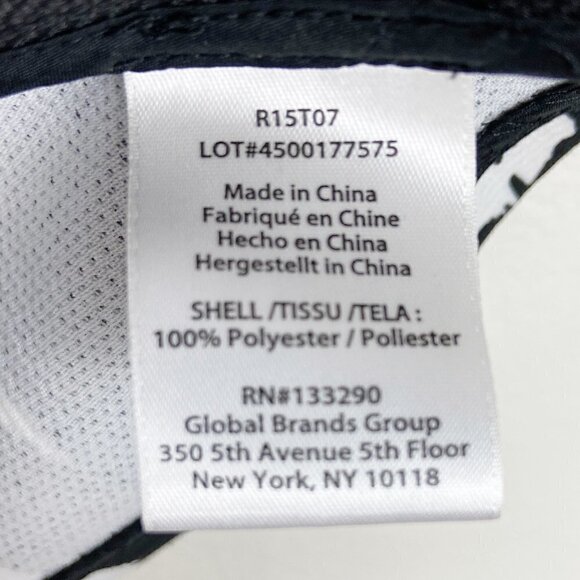 R15T07
LOT#4500177575
Made in China
Fabriqué en Chine
Hecho en China
Hergestellt in China
SHELL /TISSU /TELA :
100% Polyester / Poliester
RN#133290
Global Brands Group
350 5th Avenue 5th Floor
New York, NY 10118